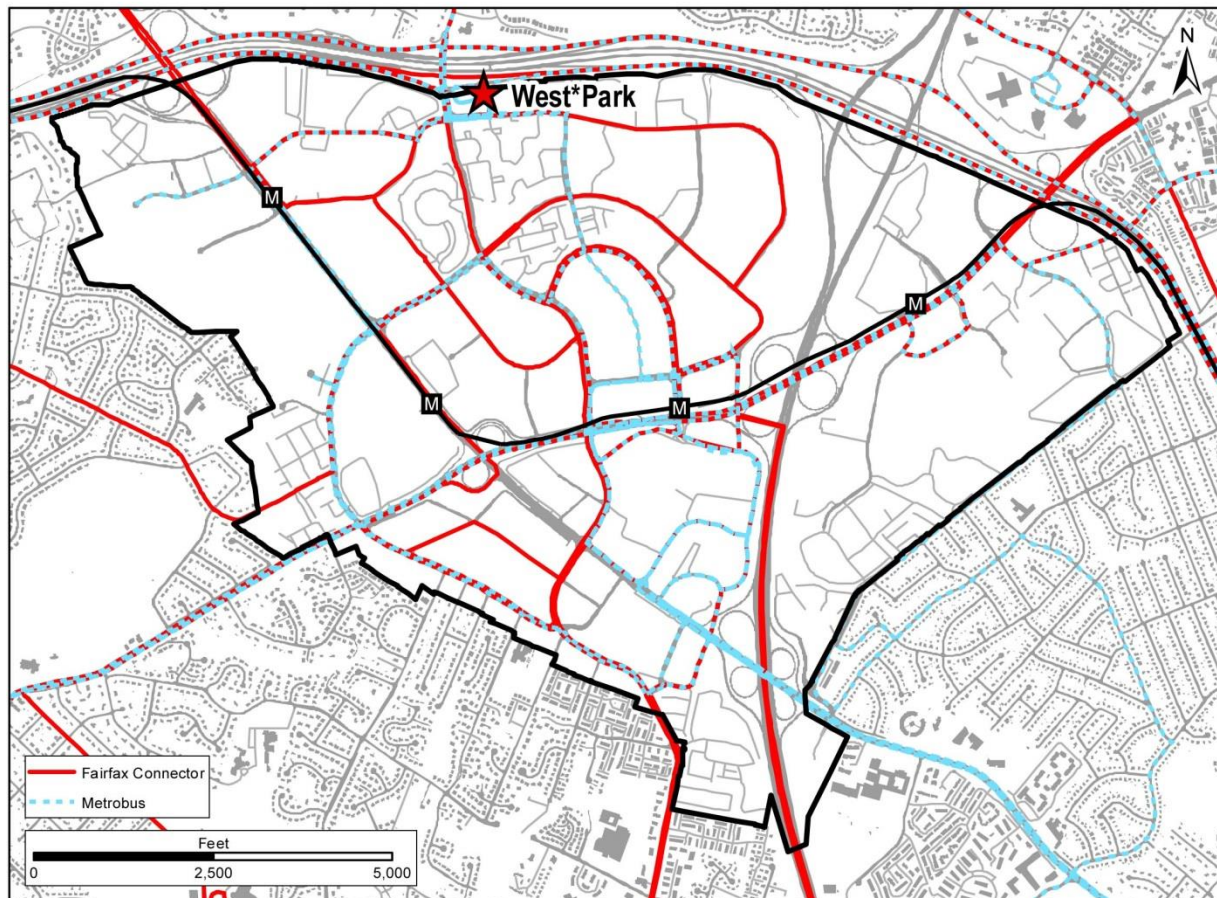 N
West*Park
M
M
M
M
Fairfax Connector
Metrobus
Feet
0 2,500 5,000